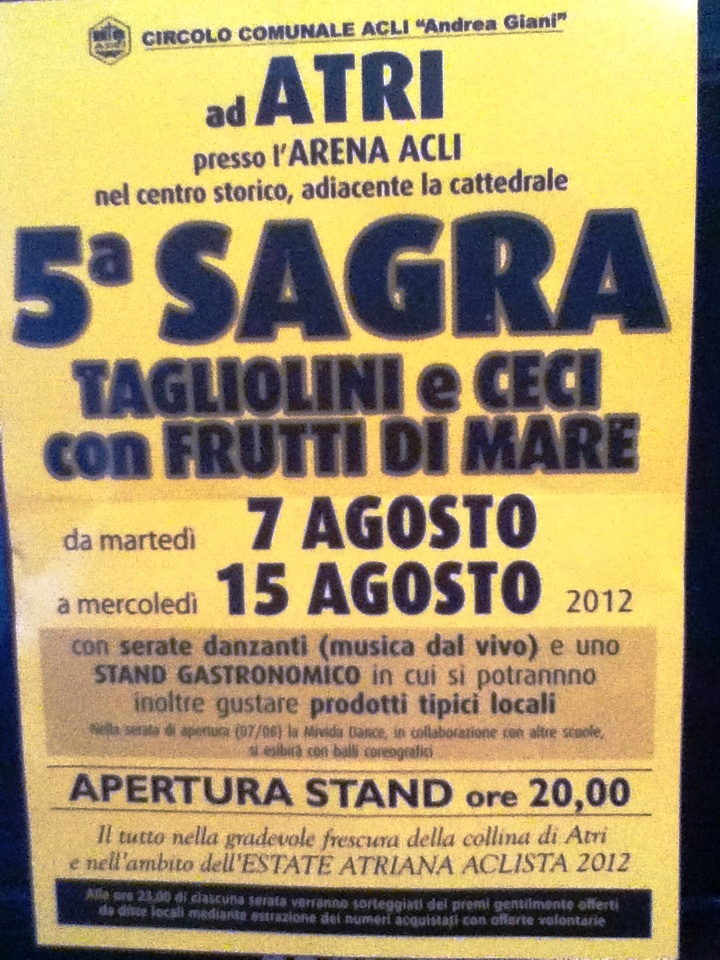 CIRCOLO COMUNALE ACLI "Andrea Giani"
ad ATRI
presso l'ARENA ACLI
nel centro storico, adiacente la cattedrale
5ª SAGRA
TAGLIOLINI e CECI
con FRUTTI DI MARE
da martedì 7 AGOSTO
a mercoledì 15 AGOSTO 2012
con serate danzanti (musica dal vivo) e uno
STAND GASTRONOMICO in cui si potrannno
inoltre gustare prodotti tipici locali
Nella serata di apertura (07/08) la Mivida Dance, in collaborazione con altre scuole,
si esibirà con balli coreografici
APERTURA STAND ore 20,00
Il tutto nella gradevole frescura della collina di Atri
e nell'ambito dell'ESTATE ATRIANA ACLISTA 2012
Alle ore 23,00 di ciascuna serata verranno sorteggiati dei premi gentilmente offerti
da ditte locali mediante estrazione dei numeri acquistati con offerte volontarie